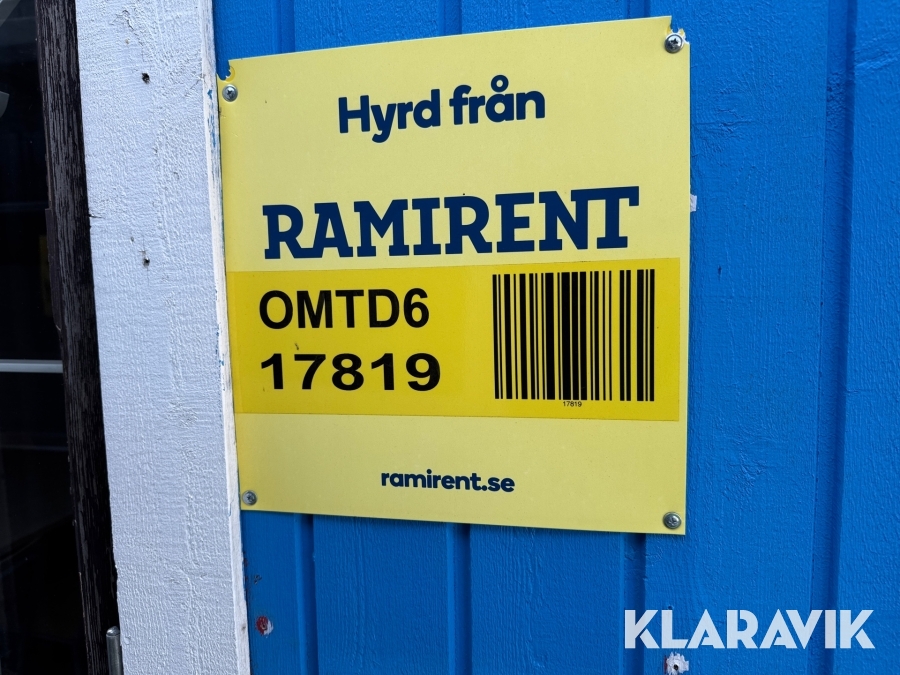 Hyrd från
RAMIRENT
OMTD6
17819
17819
ramirent.se
KLARAVIK